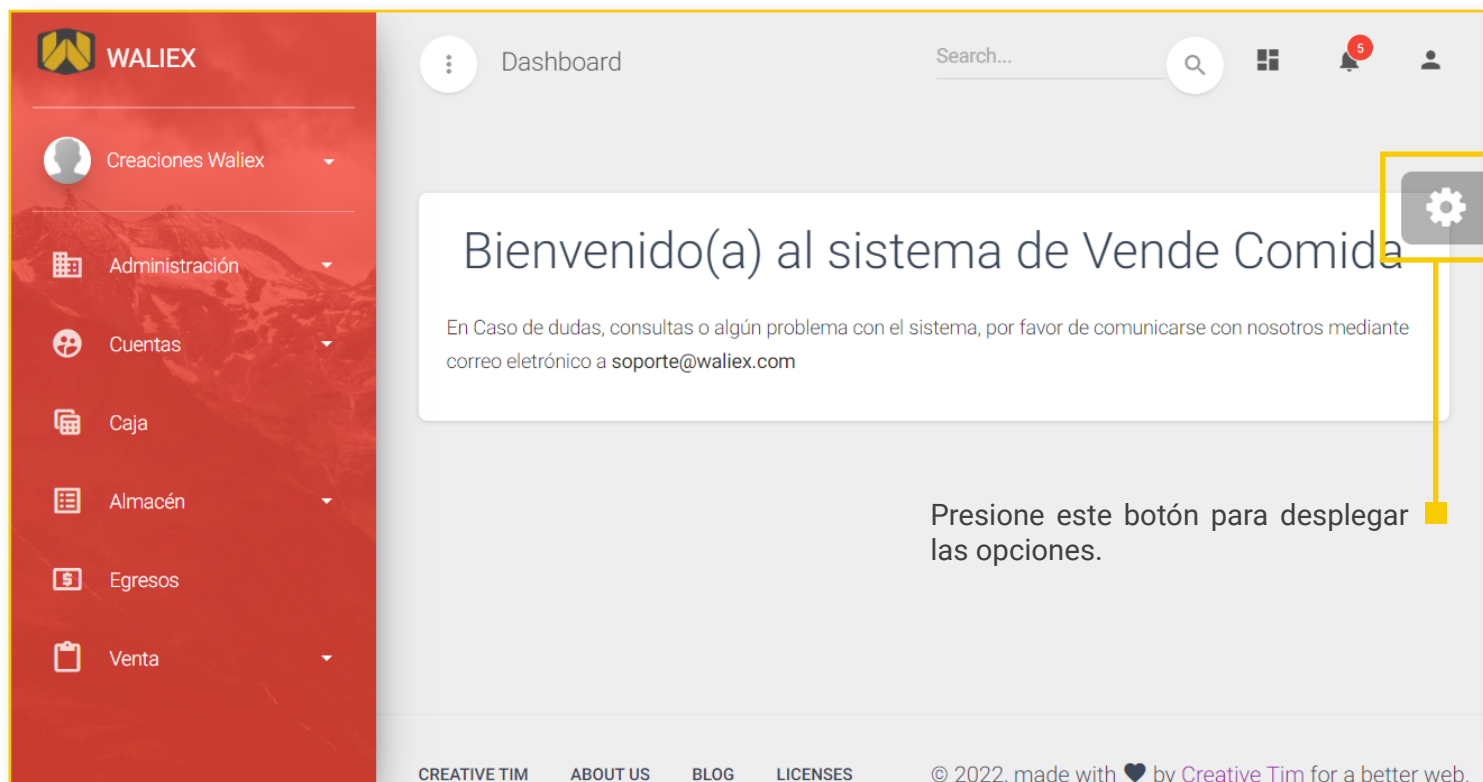 WALIEX
Creaciones Waliex
Administración
Cuentas
Caja
Almacén
Egresos
Venta
Dashboard
Search...
5
Bienvenido(a) al sistema de Vende Comida
En Caso de dudas, consultas o algún problema con el sistema, por favor de comunicarse con nosotros mediante
correo eletrónico a soporte@waliex.com
Presione este botón para desplegar
las opciones.
CREATIVE TIM ABOUT US BLOG LICENSES
© 2022, made with by Creative Tim for a better web.